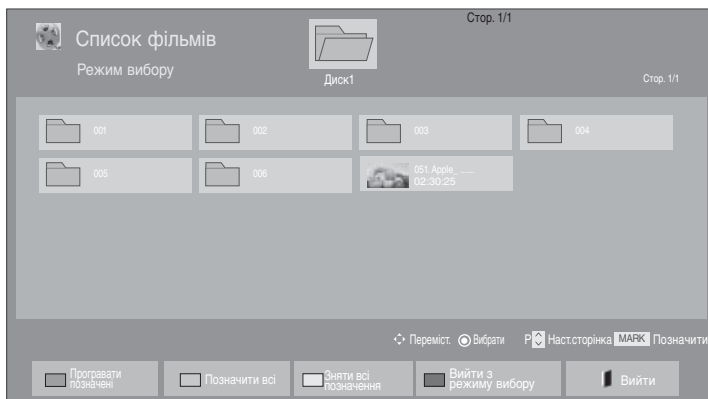 Стор. 1/1
Список фільмів
Режим вибору
Диск1
Стор. 1/1
001
002
003
004
005
006
051. Apple_ ......
02:30:25
Переміст.
Вибрати
P
Наст.сторінка
MARK
Позначити
Програвати
позначені
Позначити всі
Зняти всі
позначення
Вийти з
режиму вибору
Вийти